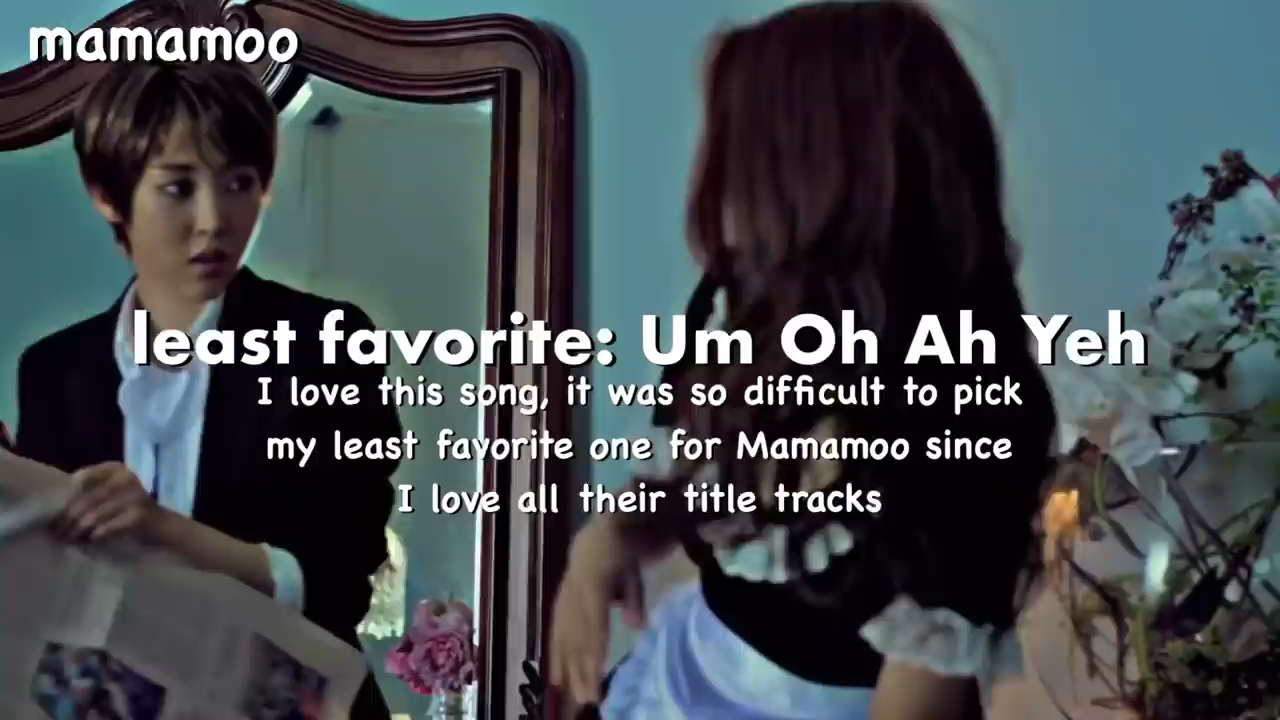 mamamoo
least favorite: Um Oh Ah Yeh
I love this song, it was so difficult to pick
my least favorite one for Mamamoo since
I love all their title tracks